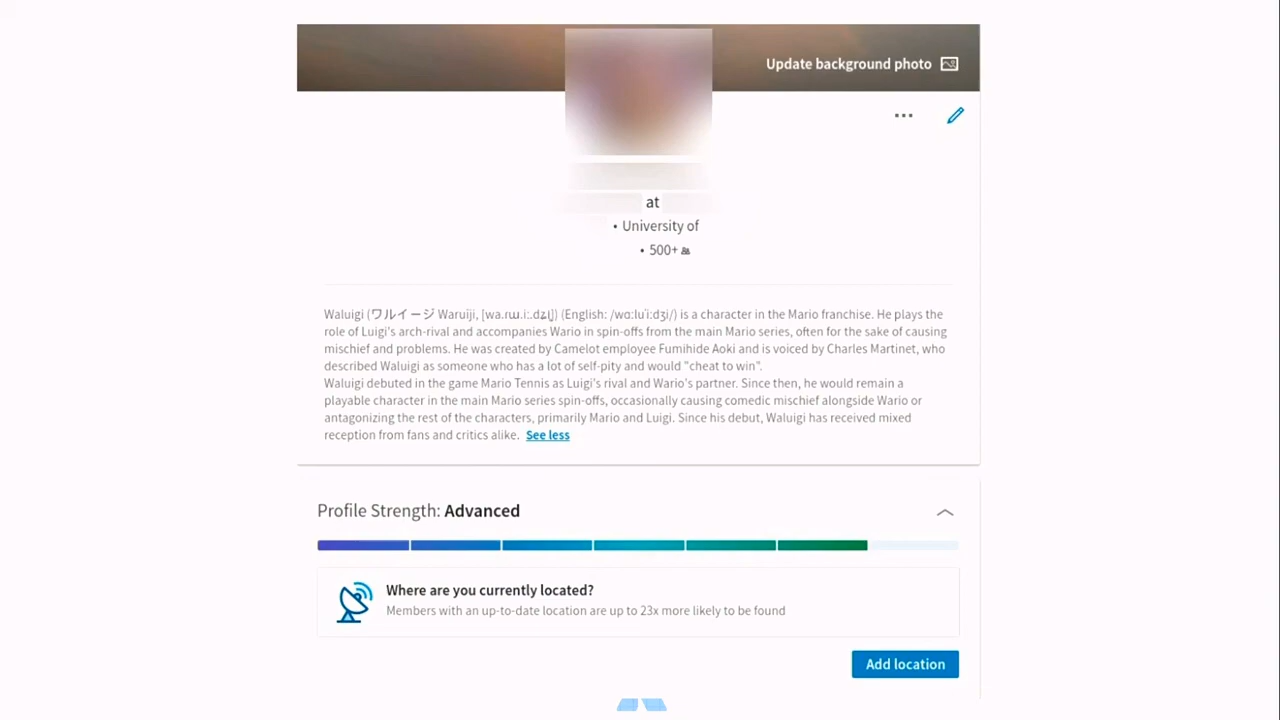 Update background photo
at
• University of
• 500+
Waluigi (ワルイージ Waruīji, [wa.ɾɯ.iː.dʑi]) (English: /wɑːluˈiːdʒi/) is a character in the Mario franchise. He plays the
role of Luigi's arch-rival and accompanies Wario in spin-offs from the main Mario series, often for the sake of causing
mischief and problems. He was created by Camelot employee Fumihide Aoki and is voiced by Charles Martinet, who
described Waluigi as someone who has a lot of self-pity and would "cheat to win".
Waluigi debuted in the game Mario Tennis as Luigi's rival and Wario's partner. Since then, he would remain a
playable character in the main Mario series spin-offs, occasionally causing comedic mischief alongside Wario or
antagonizing the rest of the characters, primarily Mario and Luigi. Since his debut, Waluigi has received mixed
reception from fans and critics alike. See less
Profile Strength: Advanced
Where are you currently located?
Members with an up-to-date location are up to 23x more likely to be found
Add location